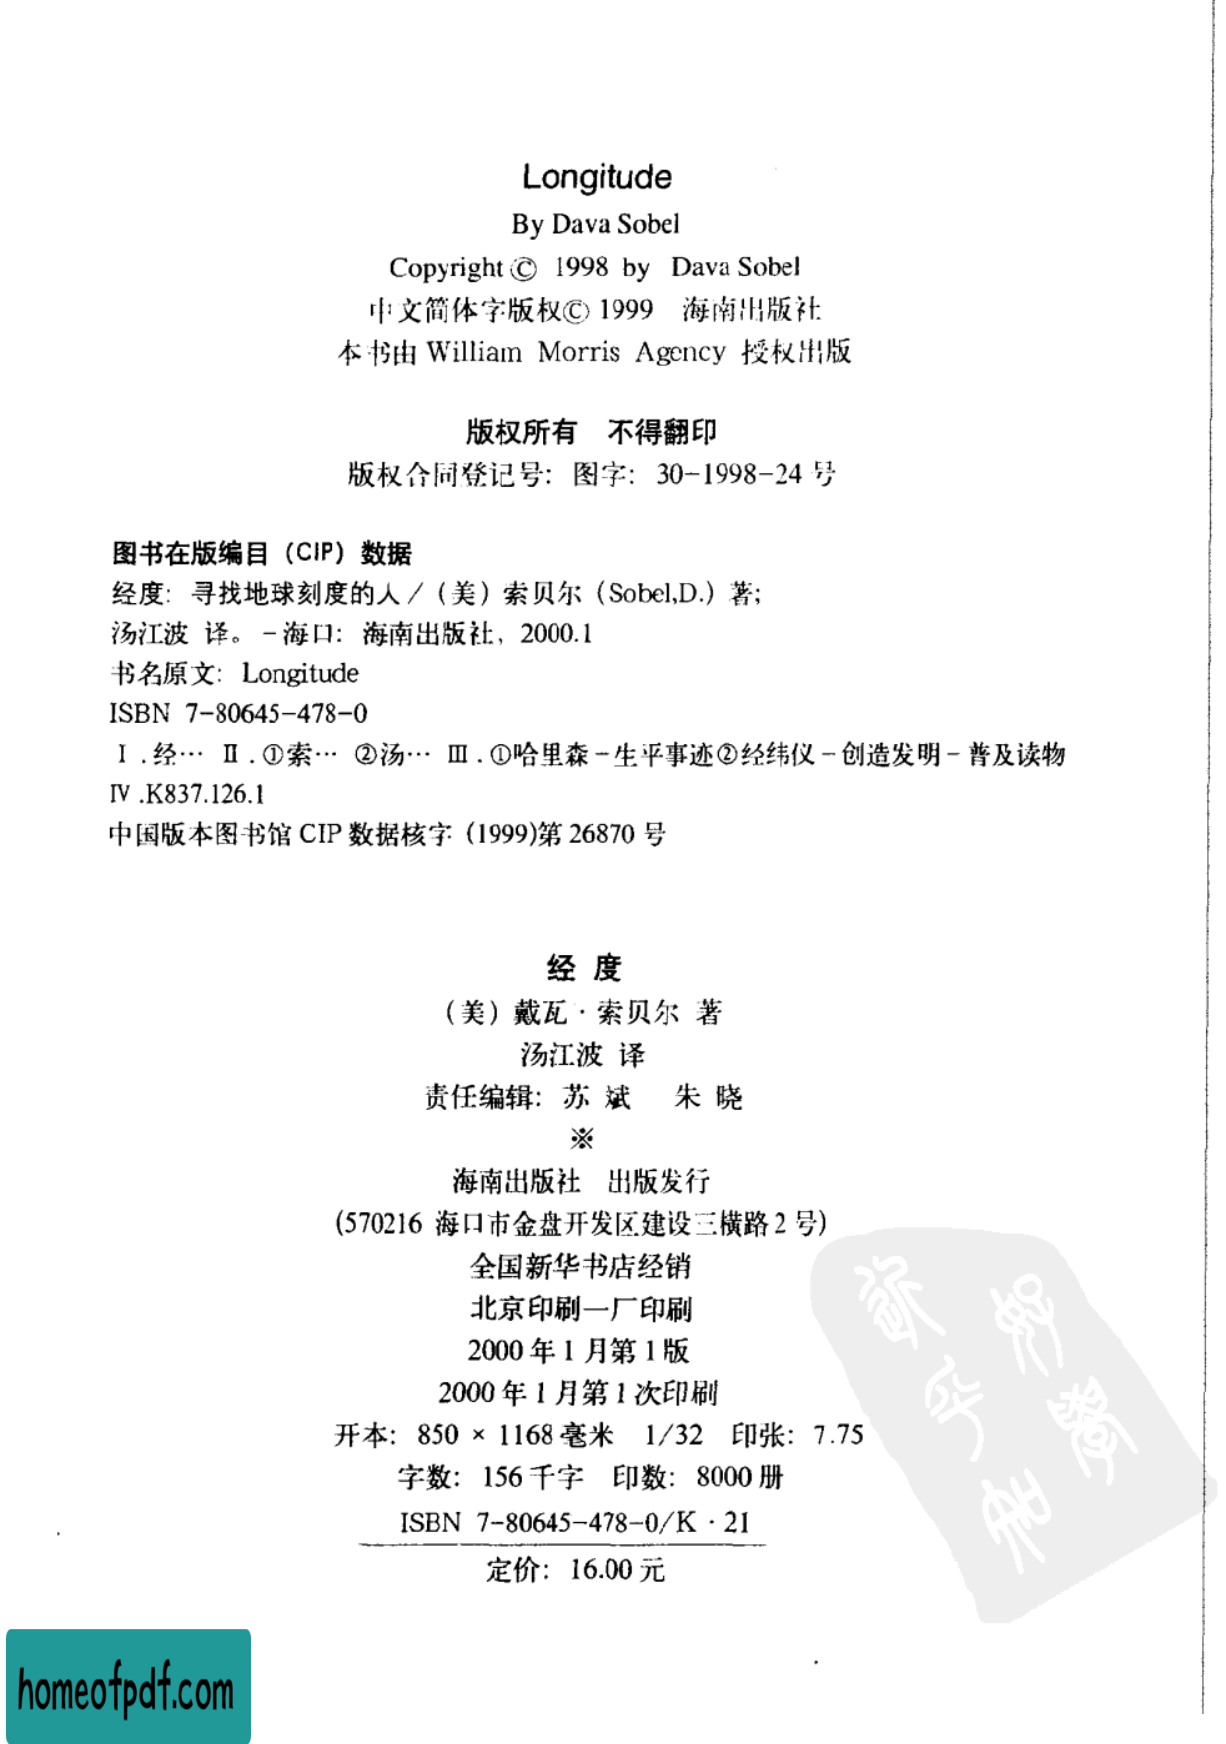 Longitude
By Dava Sobel
Copyright © 1998 by Dava Sobel
中文简体字版权© 1999 海南出版社
本书由 William Morris Agency 授权出版
版权所有 不得翻印
版权合同登记号：图字：30-1998-24 号
图书在版编目（CIP）数据
经度：寻找地球刻度的人／（美）索贝尔（Sobel,D.）著；
汤江波 译。－海口：海南出版社，2000.1
书名原文：Longitude
ISBN 7-80645-478-0
Ⅰ.经… Ⅱ.①索… ②汤… Ⅲ.①哈里森－生平事迹②经纬仪－创造发明－普及读物
Ⅳ.K837.126.1
中国版本图书馆 CIP 数据核字 (1999)第 26870 号
经 度
（美）戴瓦·索贝尔 著
汤江波 译
责任编辑：苏 斌 朱 晓
※
海南出版社 出版发行
(570216 海口市金盘开发区建设三横路 2 号)
全国新华书店经销
北京印刷一厂印刷
2000 年 1 月第 1 版
2000 年 1 月第 1 次印刷
开本：850 × 1168 毫米 1/32 印张：7.75
字数：156 千字 印数：8000 册
ISBN 7-80645-478-0/K · 21
定价：16.00 元
homeofpdf.com